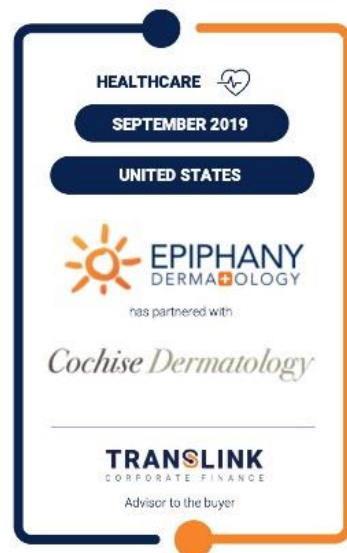 HEALTHCARE
SEPTEMBER 2019
UNITED STATES
EPIPHANY
DERMATOLOGY
has partnered with
Cochise Dermatology
TRANSLINK
CORPORATE FINANCE
Advisor to the buyer